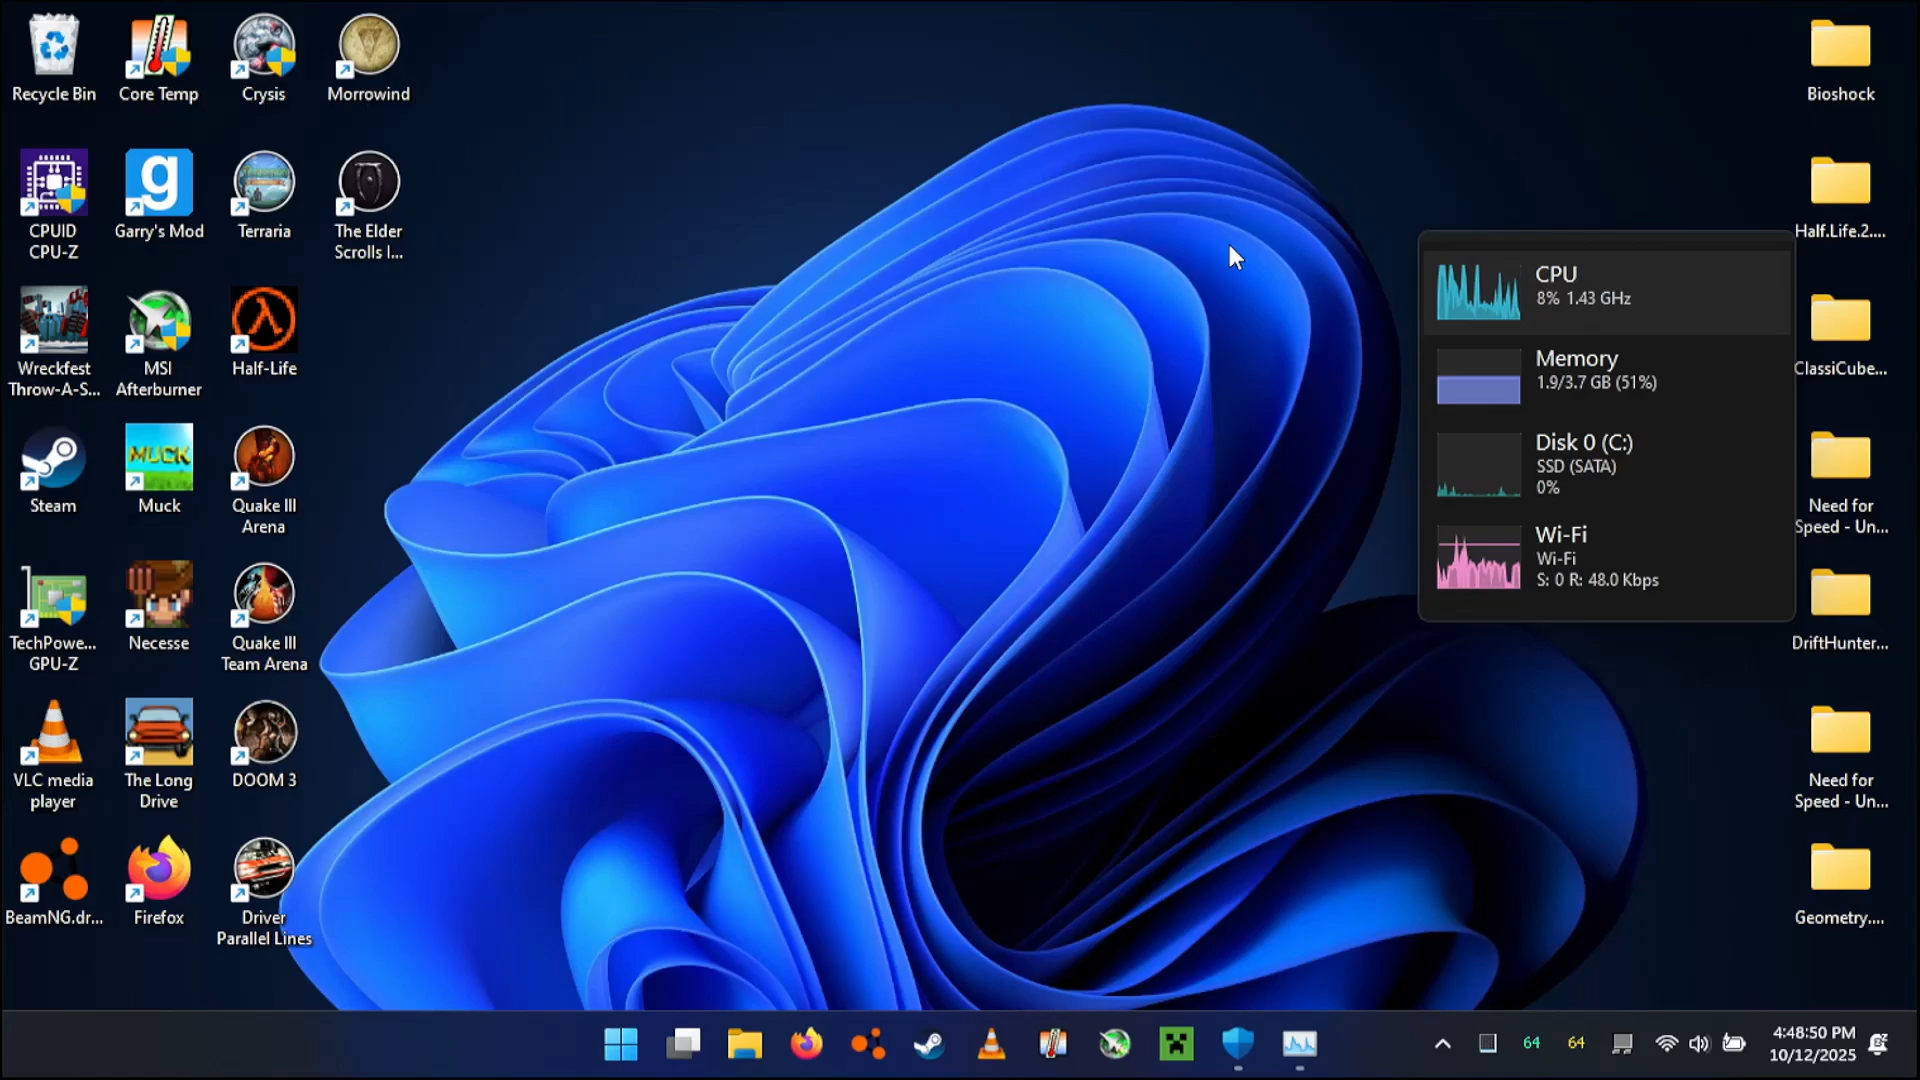 Recycle Bin
Core Temp
Crysis
Morrowind
Bioshock
CPUID
CPU-Z
g
Garry's Mod
Terraria
The Elder
Scrolls I...
Half.Life.2....
CPU
8% 1.43 GHz
Memory
1.9/3.7 GB (51%)
Disk 0 (C:)
SSD (SATA)
0%
Wi-Fi
Wi-Fi
S: 0 R: 48.0 Kbps
Wreckfest
Throw-A-S...
MSI
Afterburner
Half-Life
ClassiCube...
Steam
MUCK
Muck
Quake III
Arena
Need for
Speed - Un...
TechPowe...
GPU-Z
Necesse
Quake III
Team Arena
DriftHunter...
VLC media
player
The Long
Drive
DOOM 3
Need for
Speed - Un...
BeamNG.dr...
Firefox
Driver
Parallel Lines
Geometry....
64
64
4:48:50 PM
10/12/2025